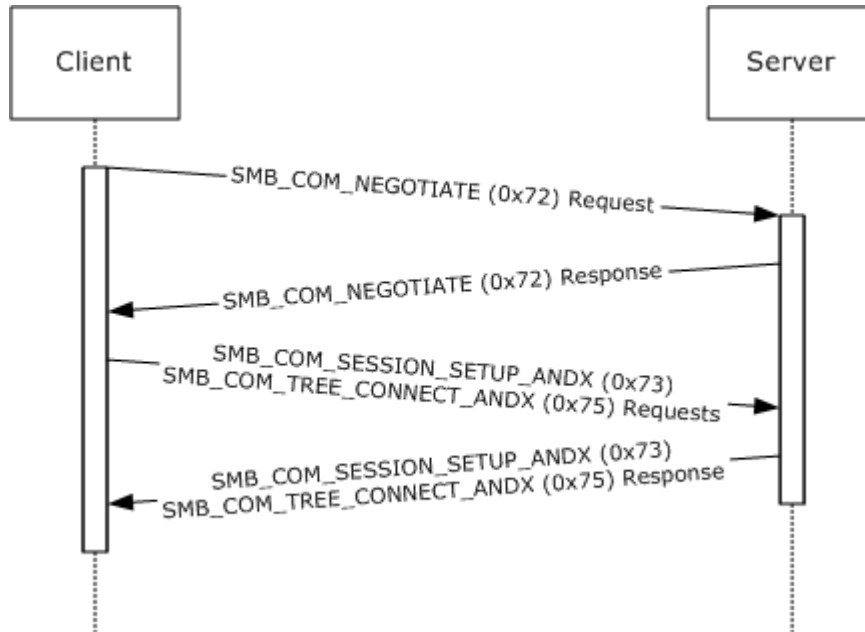 Client
Server
SMB_COM_NEGOTIATE (0x72) Request
SMB_COM_NEGOTIATE (0x72) Response
SMB_COM_SESSION_SETUP_ANDX (0x73)
SMB_COM_TREE_CONNECT_ANDX (0x75) Requests
SMB_COM_SESSION_SETUP_ANDX (0x73)
SMB_COM_TREE_CONNECT_ANDX (0x75) Response